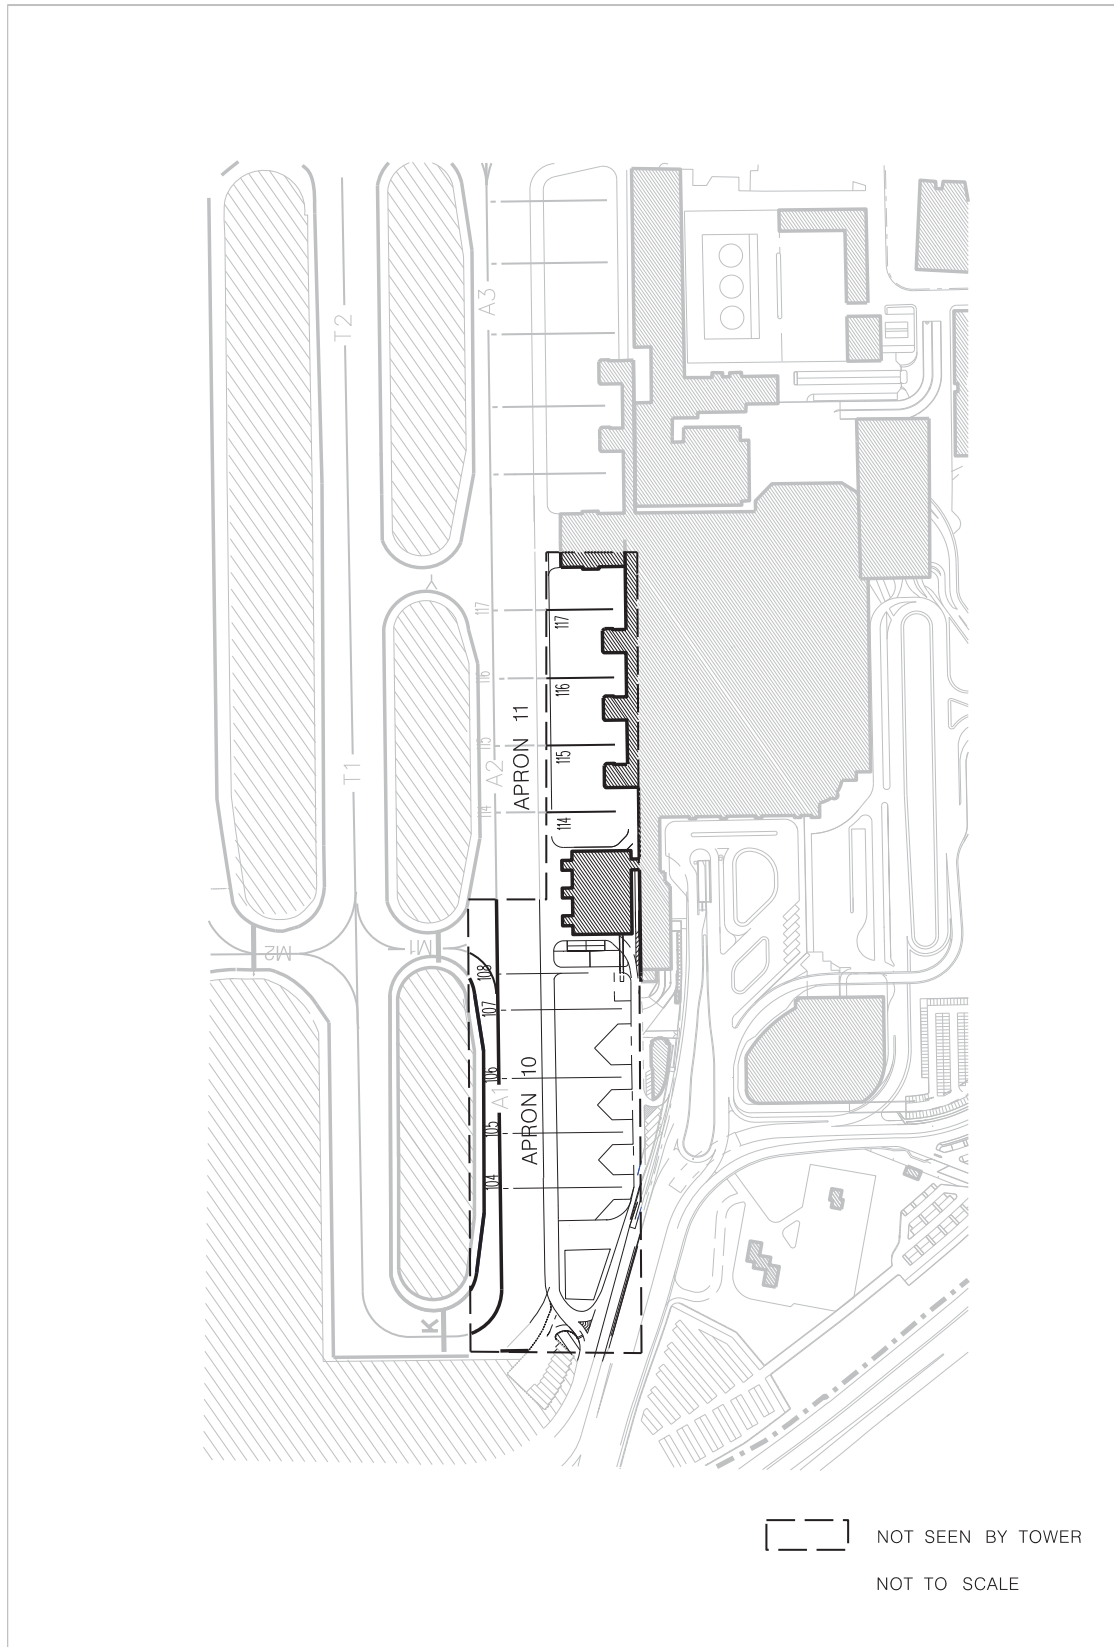 T2
A3
Y
117
117
116
116
APRON 11
115
115
T1
A2
114
114
M2
M1
108
107
106
A1
APRON 10
105
104
K
NOT SEEN BY TOWER
NOT TO SCALE